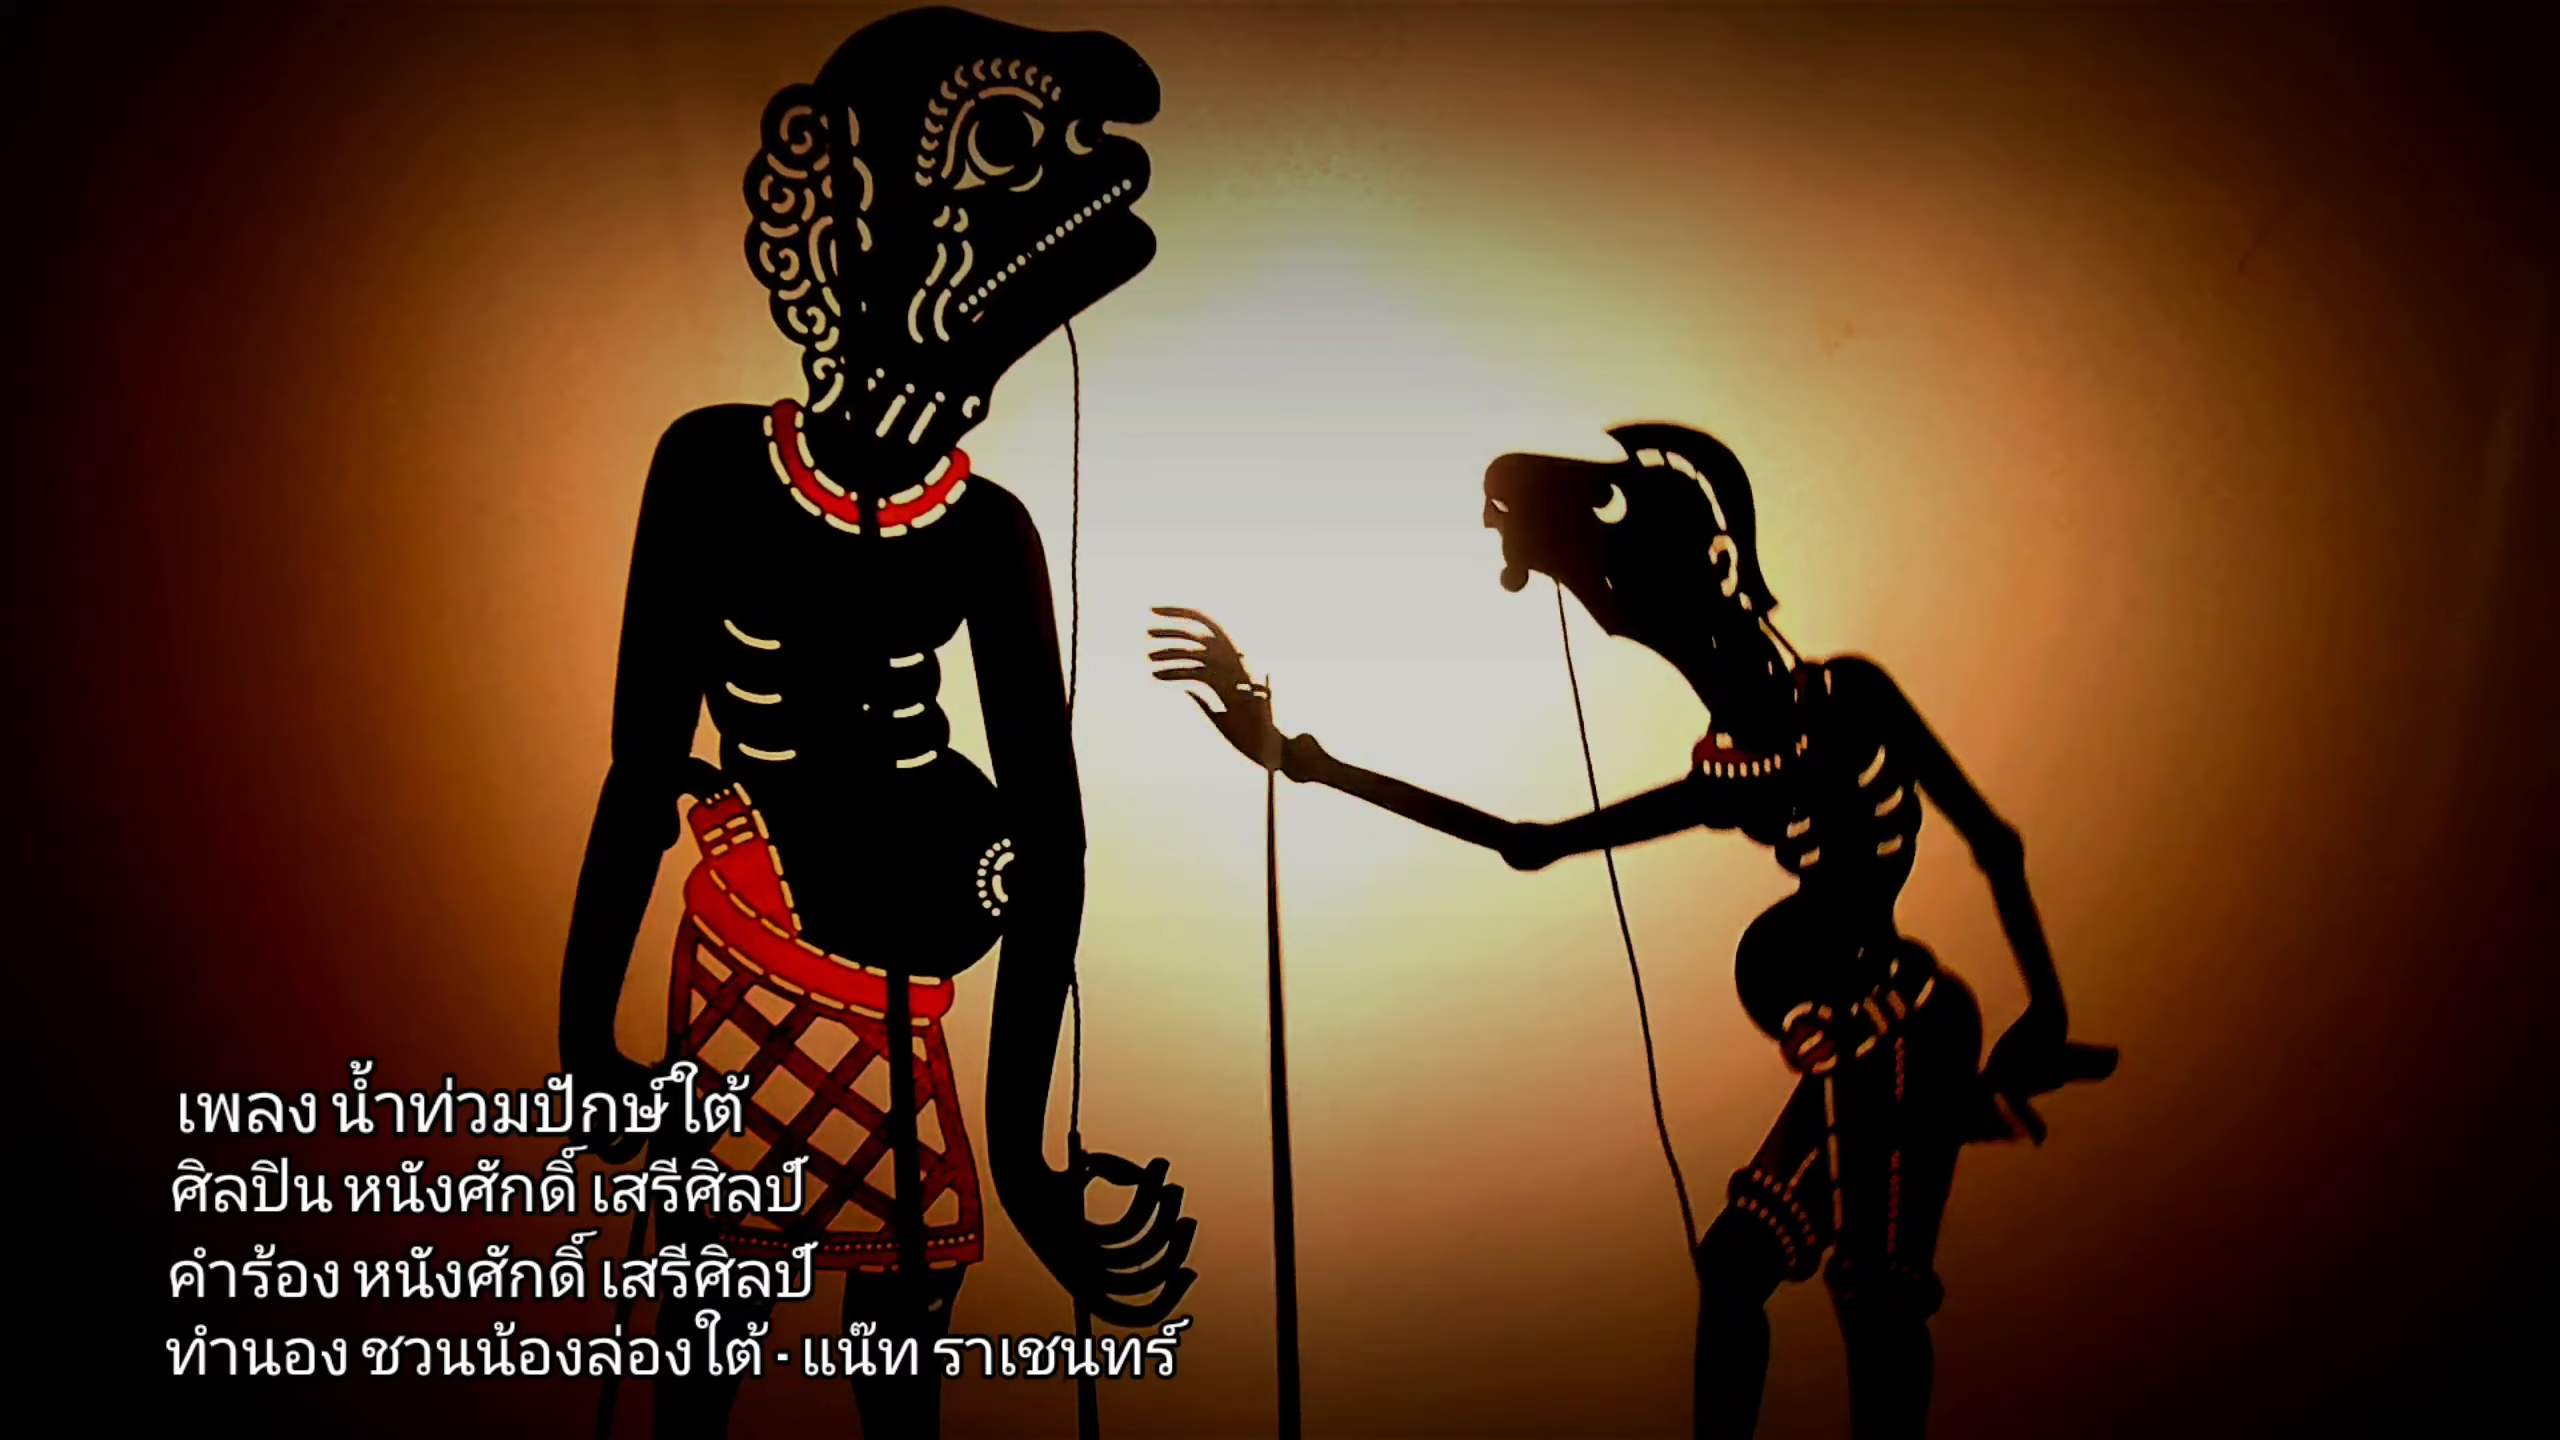 เพลง น้ำท่วมปักษ์ใต้
ศิลปิน หนังศักดิ์ เสรีศิลป์
คำร้อง หนังศักดิ์ เสรีศิลป์
ทำนอง ชวนน้องล่องใต้ - แน๊ท ราเชนทร์